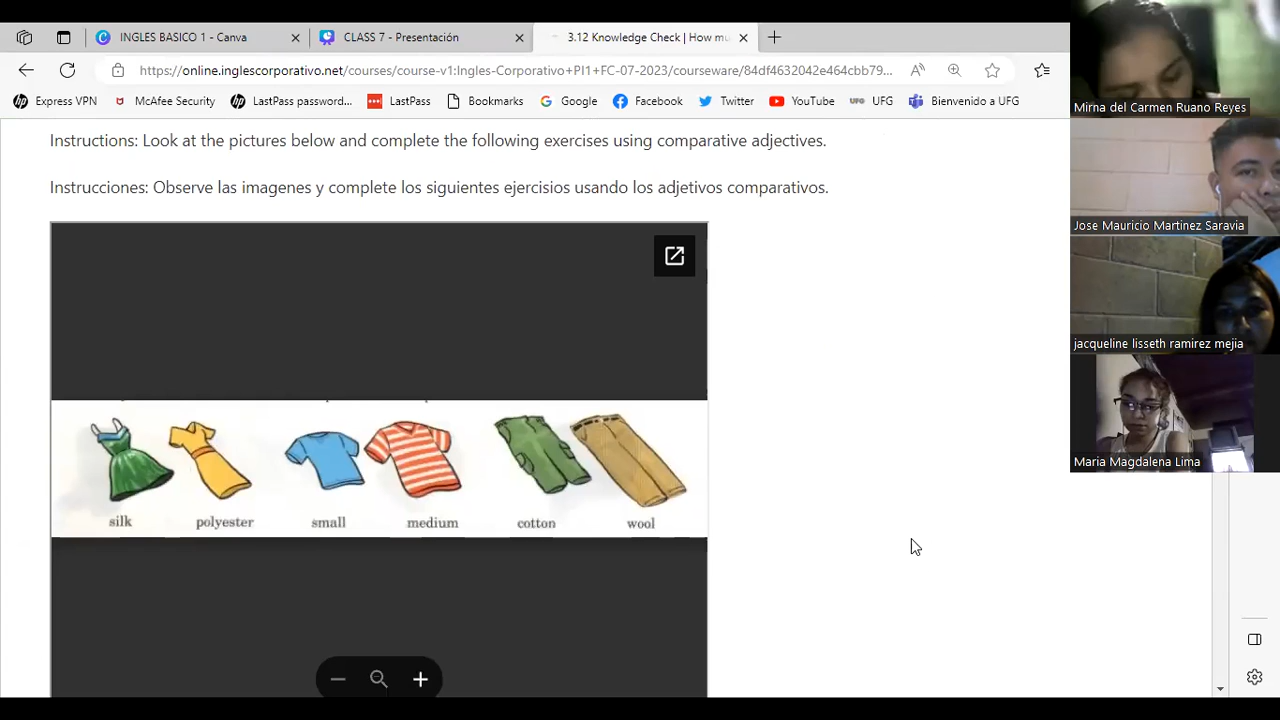 INGLES BASICO 1 - Canva
CLASS 7 - Presentación
3.12 Knowledge Check | How mu
https://online.inglescorporativo.net/courses/course-v1:Ingles-Corporativo+PI1+FC-07-2023/courseware/84df4632042e464cbb79...
Express VPN
McAfee Security
LastPass password...
LastPass
Bookmarks
Google
Facebook
Twitter
YouTube
UFG
Bienvenido a UFG
Instructions: Look at the pictures below and complete the following exercises using comparative adjectives.
Instrucciones: Observe las imagenes y complete los siguientes ejercisios usando los adjetivos comparativos.
silk
polyester
small
medium
cotton
wool
Mirna del Carmen Ruano Reyes
Jose Mauricio Martinez Saravia
jacqueline lisseth ramirez mejia
Maria Magdalena Lima